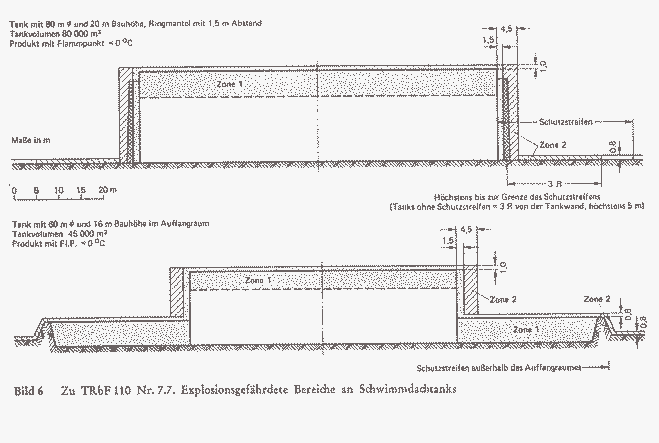 Tank mit 80 m ⌀ und 20 m Bauhöhe, Ringmantel mit 1,5 m Abstand
Tankvolumen 80 000 m³
Produkt mit Flammpunkt < 0 °C
4,5
1,5
1,0
Zone 1
Schutzstreifen
Zone 2
0,8
Maße in m
3 R
0 5 10 15 20 m
Höchstens bis zur Grenze des Schutzstreifens
(Tanks ohne Schutzstreifen = 3 R von der Tankwand, höchstens 5 m)
Tank mit 60 m ⌀ und 16 m Bauhöhe im Auffangraum
Tankvolumen 45 000 m³
Produkt mit Fl.P. < 0 °C
4,5
1,5
1,0
Zone 1
Zone 2
Zone 2
0,8
0,8
Zone 1
Schutzstreifen außerhalb des Auffangraumes
Bild 6 Zu TRbF 110 Nr. 7.7. Explosionsgefährdete Bereiche an Schwimmdachtanks